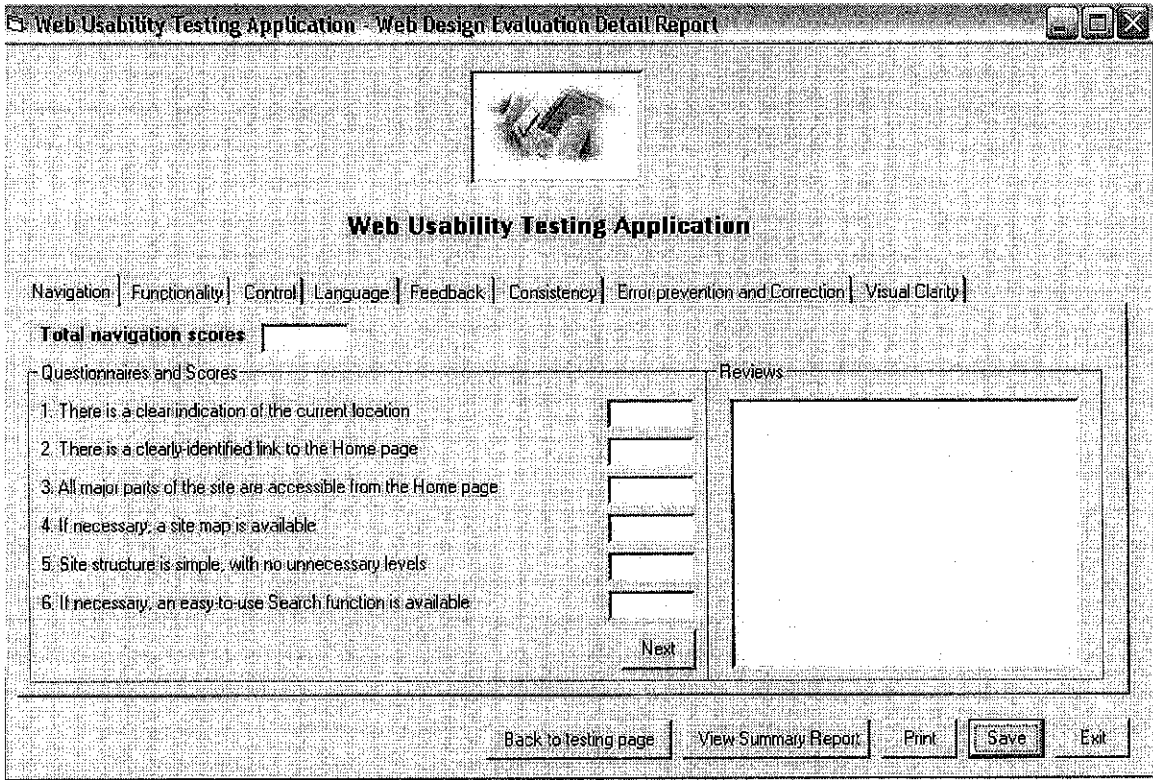 Web Usability Testing Application - Web Design Evaluation Detail Report
Web Usability Testing Application
Navigation Functionality Control Language Feedback Consistency Error prevention and Correction Visual Clarity
Total navigation scores
Questionnaires and Scores
1. There is a clear indication of the current location
2. There is a clearly-identified link to the Home page
3. All major parts of the site are accessible from the Home page
4. If necessary, a site map is available
5. Site structure is simple, with no unnecessary levels
6. If necessary, an easy-to-use Search function is available
Next
Reviews
Back to testing page View Summary Report Print Save Exit